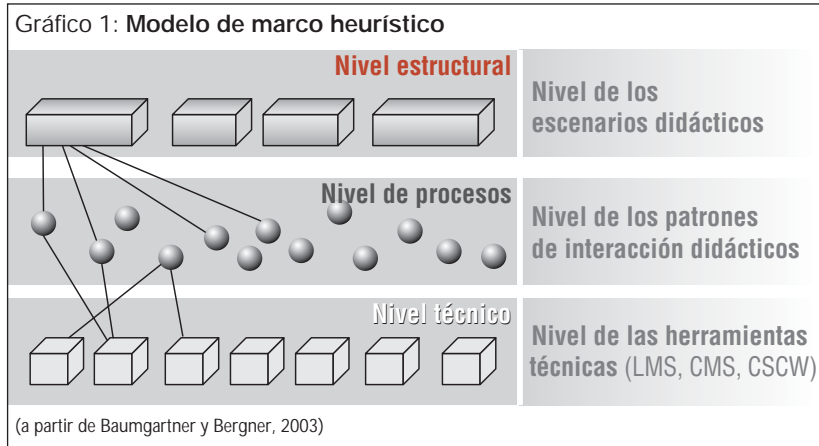 Gráfico 1: Modelo de marco heurístico
Nivel estructural
Nivel de los
escenarios didácticos
Nivel de procesos
Nivel de los patrones
de interacción didácticos
Nivel técnico
Nivel de las herramientas
técnicas (LMS, CMS, CSCW)
(a partir de Baumgartner y Bergner, 2003)